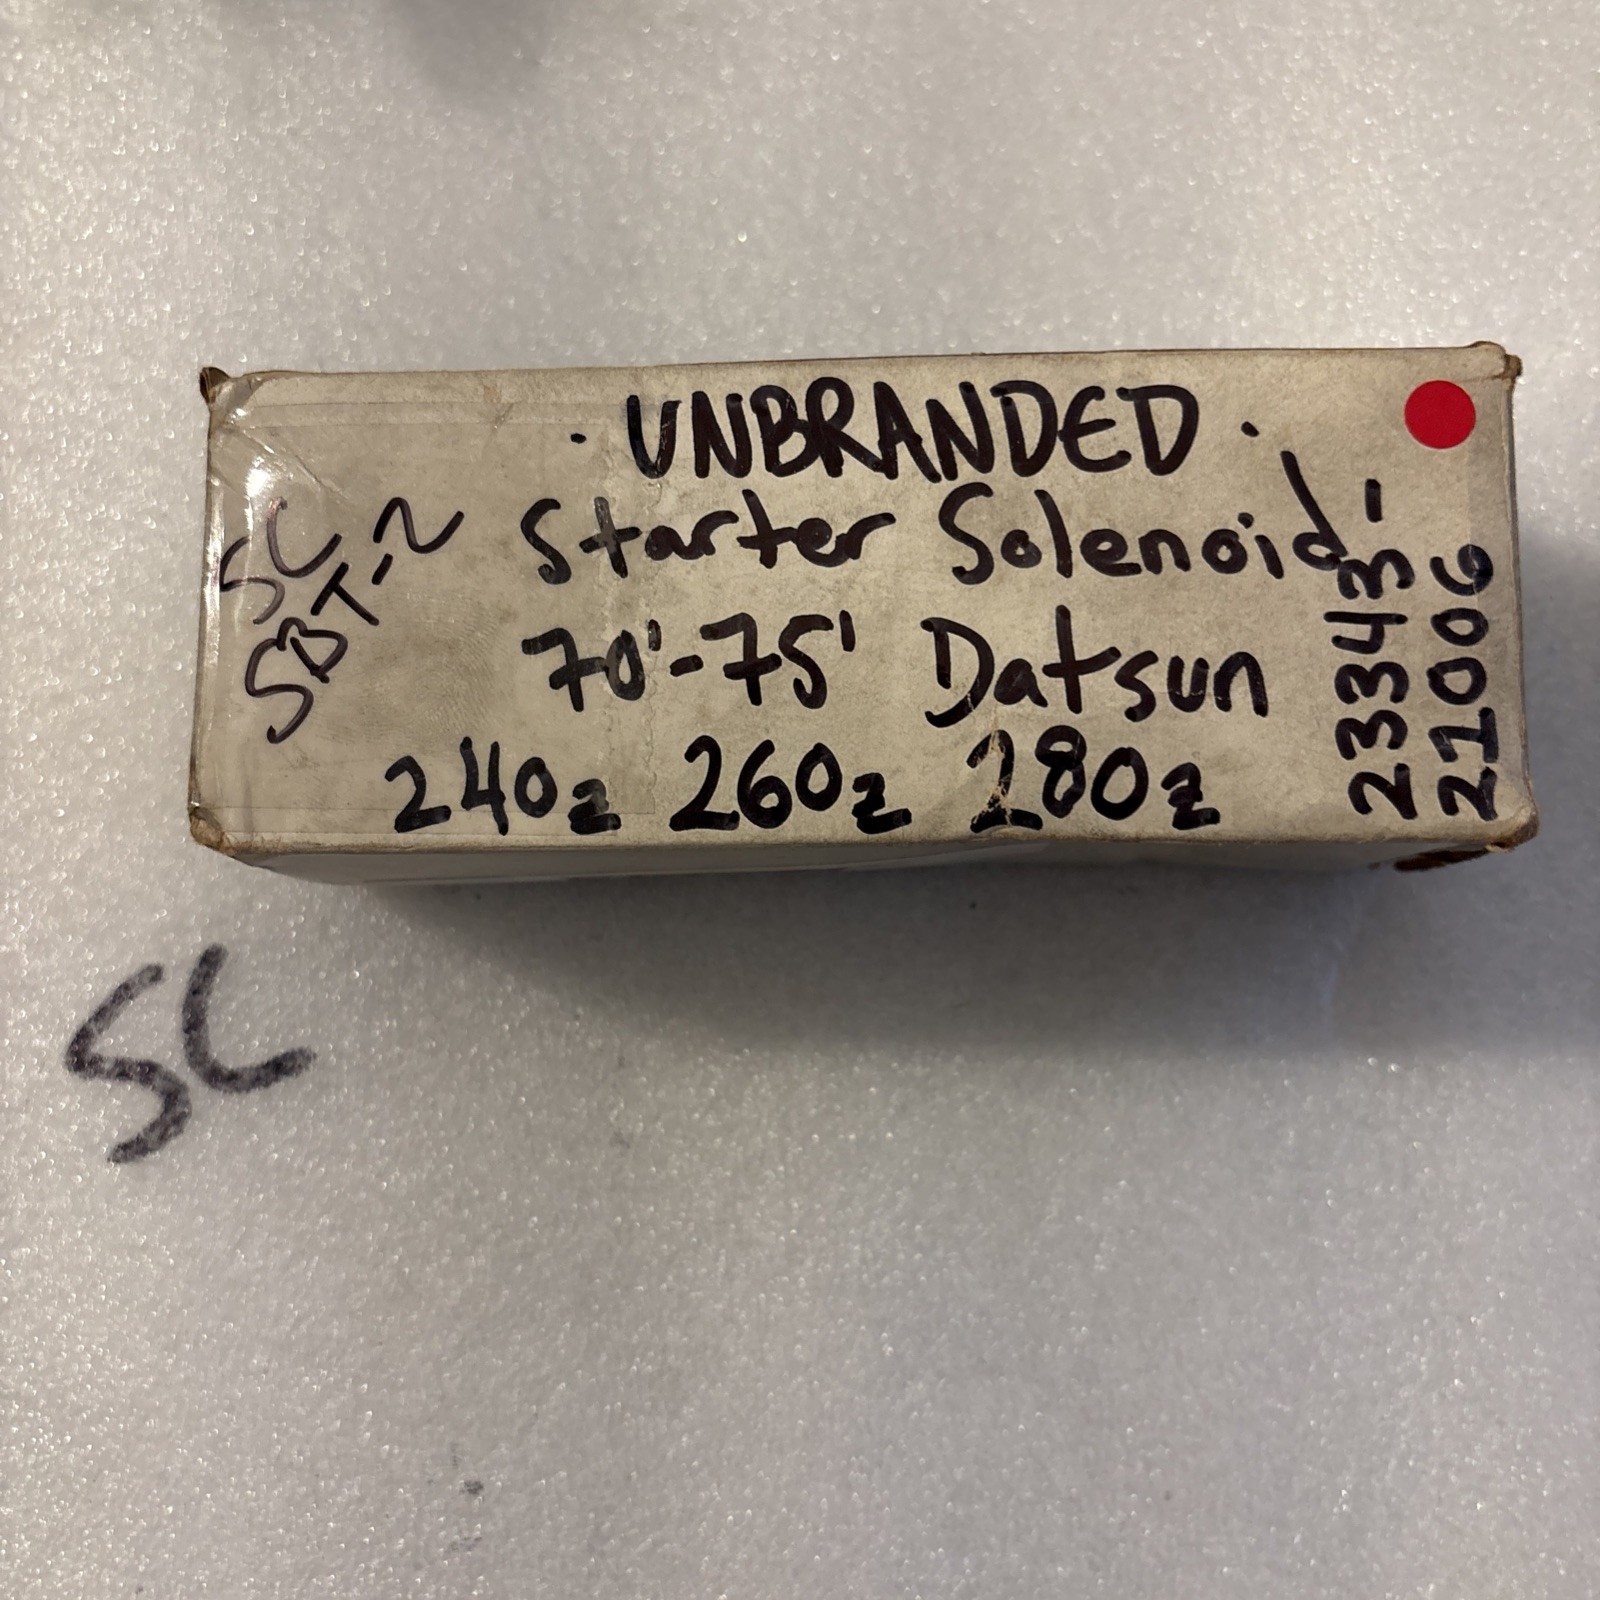 · UNBRANDED ·
Starter Solenoid
70'-75' Datsun
240z 260z 280z
23343-
21006
SC
SBT-2
SC